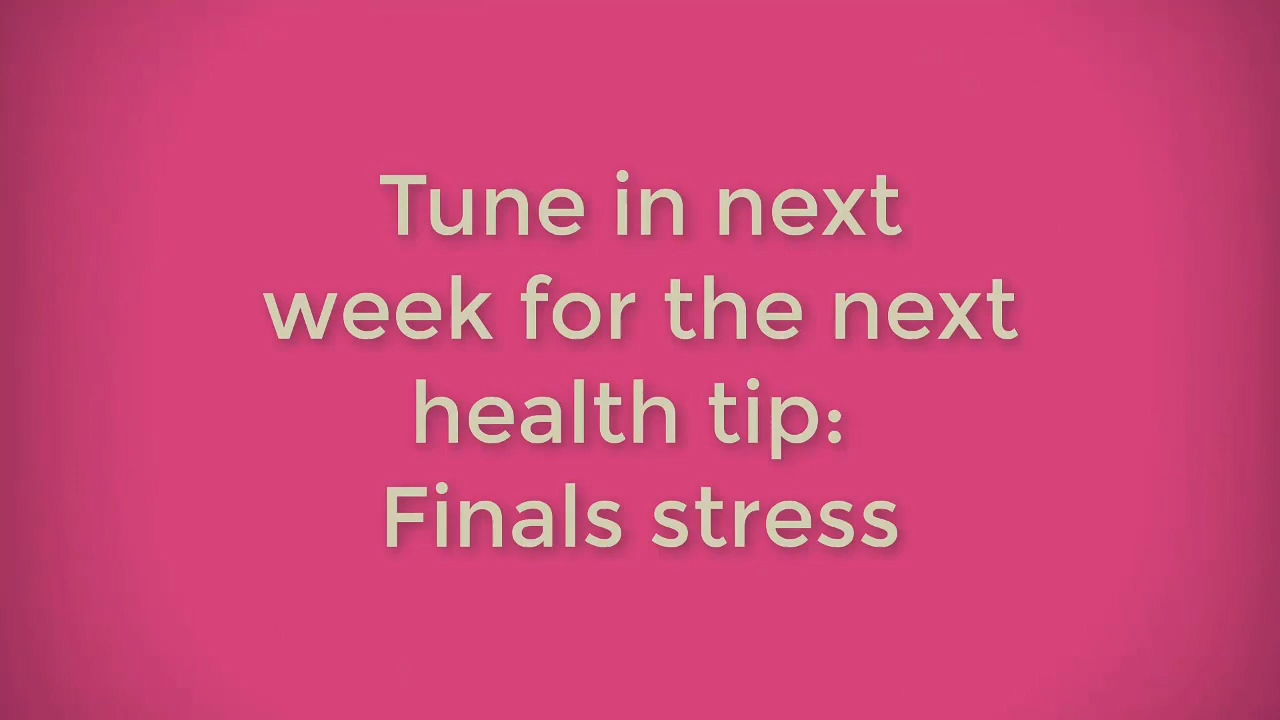 Tune in next
week for the next
health tip:
Finals stress